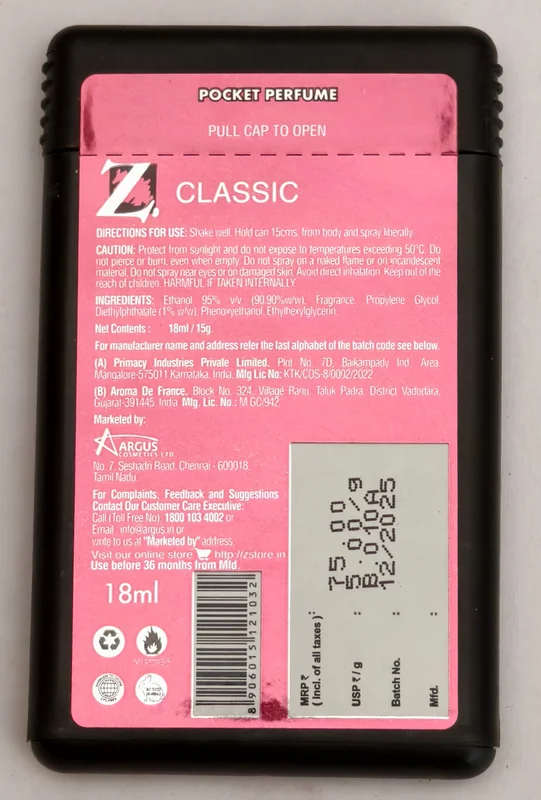 POCKET PERFUME
PULL CAP TO OPEN
Z.
CLASSIC
DIRECTIONS FOR USE: Shake well. Hold can 15cms. from body and spray liberally.
CAUTION: Protect from sunlight and do not expose to temperatures exceeding 50°C. Do
not pierce or burn, even when empty. Do not spray on a naked flame or on incandescent
material. Do not spray near eyes or on damaged skin. Avoid direct inhalation. Keep out of the
reach of children. HARMFUL IF TAKEN INTERNALLY
INGREDIENTS: Ethanol 95% v/v (90.90%w/w), Fragrance, Propylene Glycol,
Diethylphthalate (1% w/w), Phenoxyethanol, Ethylhexylglycerin.
Net Contents : 18ml / 15g.
For manufacturer name and address refer the last alphabet of the batch code see below.
(A) Primacy Industries Private Limited, Plot No. 7D, Baikampady Ind. Area,
Mangalore-575011 Karnataka, India. Mfg Lic No: KTK/COS-8/0002/2022
(B) Aroma De France, Block No. 324, Village Ranu, Taluk Padra, District Vadodara,
Gujarat-391445. India. Mfg. Lic. No.: M GC/942
Marketed by:
ARGUS
COSMETICS LTD.
No. 7, Seshadri Road, Chennai - 600018.
Tamil Nadu.
For Complaints, Feedback and Suggestions
Contact Our Customer Care Executive:
Call (Toll Free No) 1800 103 4002 or
Email info@argus.in or
write to us at "Marketed by" address.
Visit our online store http://zstore.in
Use before 36 months from Mfd.
18ml
8 906015 121032
MRP ₹ : 75.00
( Incl. of all taxes )
USP ₹ / g : 5.00/g
Batch No. : B.010A
Mfd. : 12/2025